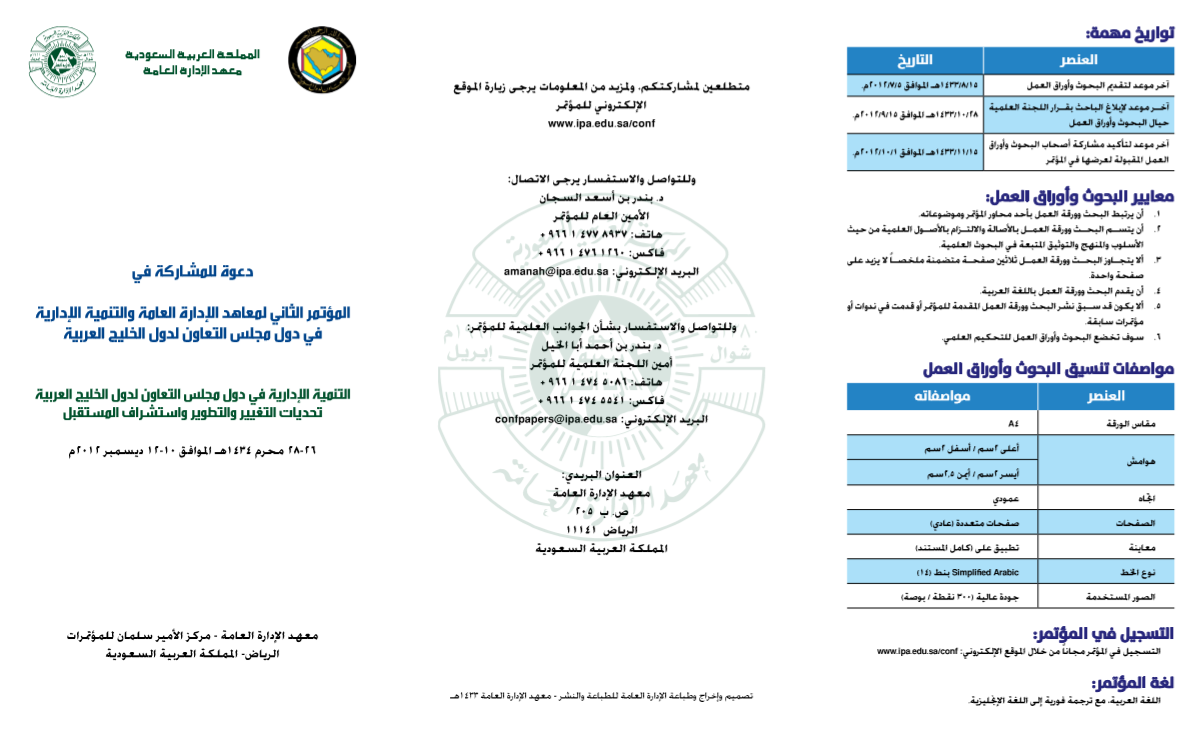 تواريخ مهمة:
العنصر التاريخ
آخر موعد لتقديم البحوث وأوراق العمل ١٤٣٣/٨/١٥هـ الموافق ٢٠١٢/٧/٥م.
آخـــر موعد لإبلاغ الباحث بقــرار اللجنة العلمية حيال البحوث وأوراق العمل ١٤٣٣/١٠/٢٨هـ الموافق ٢٠١٢/٩/١٥م.
آخر موعد لتأكيد مشاركة أصحاب البحوث وأوراق العمل المقبولة لعرضها في المؤتمر ١٤٣٣/١١/١٥هـ الموافق ٢٠١٢/١٠/١م.
معايير البحوث وأوراق العمل:
١. أن يرتبط البحث وورقة العمل بأحد محاور المؤتمر وموضوعاته.
٢. أن يتســم البحــث وورقة العمــل بالأصالة والالتــزام بالأصــول العلمية من حيث
الأسلوب والمنهج والتوثيق المتبعة في البحوث العلمية.
٣. ألا يتجــاوز البحــث وورقة العمــل ثلاثين صفحــة متضمنة ملخصــاً لا يزيد على
صفحة واحدة.
٤. أن يقدم البحث وورقة العمل باللغة العربية.
٥. ألا يكون قد ســبق نشر البحث وورقة العمل المقدمة للمؤتمر أو قدمت في ندوات أو
مؤتمرات سابقة.
٦. سوف تخضع البحوث وأوراق العمل للتحكيم العلمي.
مواصفات تنسيق البحوث وأوراق العمل
العنصر مواصفاته
مقاس الورقة A٤
هوامش أعلى ٢سم / أسفل ٢سم
أيسر ٢سم / أيمن ٢٫٥سم
اتجاه عمودي
الصفحات صفحات متعددة (عادي)
معاينة تطبيق على (كامل المستند)
نوع الخط Simplified Arabic بنط (١٤)
الصور المستخدمة جودة عالية (٣٠٠ نقطة / بوصة)
التسجيل في المؤتمر:
التسجيل في المؤتمر مجاناً من خلال الموقع الإلكتروني: www.ipa.edu.sa/conf
لغة المؤتمر:
اللغة العربية، مع ترجمة فورية إلى اللغة الإنجليزية.
متطلعين لمشاركتكم، ولمزيد من المعلومات يرجى زيارة الموقع
الإلكتروني للمؤتمر
www.ipa.edu.sa/conf
وللتواصل والاستفسار يرجى الاتصال:
د. بندر بن أسعد السجان
الأمين العام للمؤتمر
هاتف: ٨٩٣٧ ٤٧٧ ١ ٩٦٦ +
فاكس: ١٢٦٠ ٤٧٦ ١ ٩٦٦ +
البريد الإلكتروني: amanah@ipa.edu.sa
وللتواصل والاستفسار بشأن الجوانب العلمية للمؤتمر:
د. بندر بن أحمد أبا الخيل
أمين اللجنة العلمية للمؤتمر
هاتف: ٥٠٨٦ ٤٧٤ ١ ٩٦٦ +
فاكس: ٥٥٤١ ٤٧٤ ١ ٩٦٦ +
البريد الإلكتروني: confpapers@ipa.edu.sa
العنوان البريدي:
معهد الإدارة العامة
ص. ب ٢٠٥
الرياض ١١١٤١
المملكة العربية السعودية
تصميم وإخراج وطباعة الإدارة العامة للطباعة والنشر - معهد الإدارة العامة ١٤٣٣هـ
المملكة العربية السعودية
معهد الإدارة العامة
دعوة للمشاركة في
المؤتمر الثاني لمعاهد الإدارة العامة والتنمية الإدارية
في دول مجلس التعاون لدول الخليج العربية
التنمية الإدارية في دول مجلس التعاون لدول الخليج العربية
تحديات التغيير والتطوير واستشراف المستقبل
٢٦-٢٨ محرم ١٤٣٤هـ الموافق ١٠-١٢ ديسمبر ٢٠١٢م
معهد الإدارة العامة - مركز الأمير سلمان للمؤتمرات
الرياض- المملكة العربية السعودية